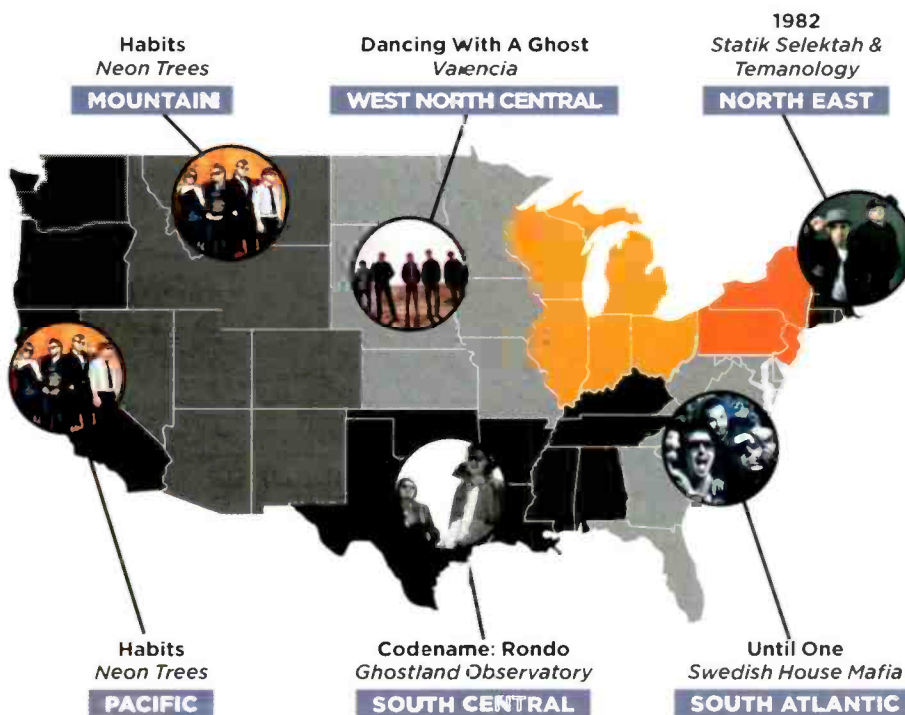 Habits
Neon Trees
MOUNTAIN
Dancing With A Ghost
Valencia
WEST NORTH CENTRAL
1982
Statik Selektah &
Temanology
NORTH EAST
Habits
Neon Trees
PACIFIC
Codename: Rondo
Ghostland Observatory
SOUTH CENTRAL
Until One
Swedish House Mafia
SOUTH ATLANTIC